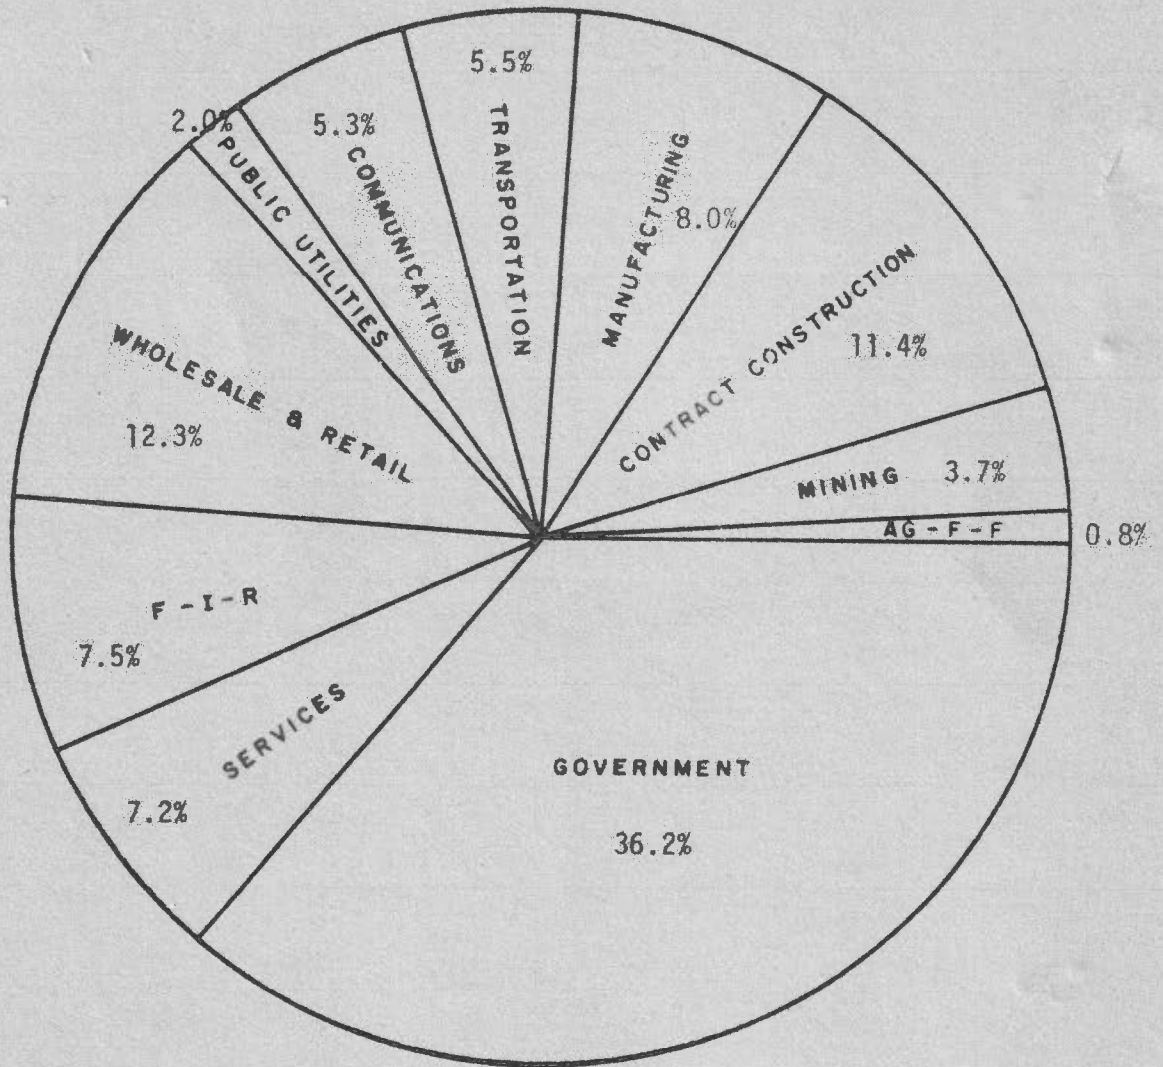 5.5%
TRANSPORTATION
MANUFACTURING
8.0%
CONTRACT CONSTRUCTION
11.4%
MINING
3.7%
AG-F-F
0.8%
GOVERNMENT
36.2%
SERVICES
7.2%
F-I-R
7.5%
WHOLESALE & RETAIL
12.3%
2.0%
PUBLIC UTILITIES
5.3%
COMMUNICATIONS